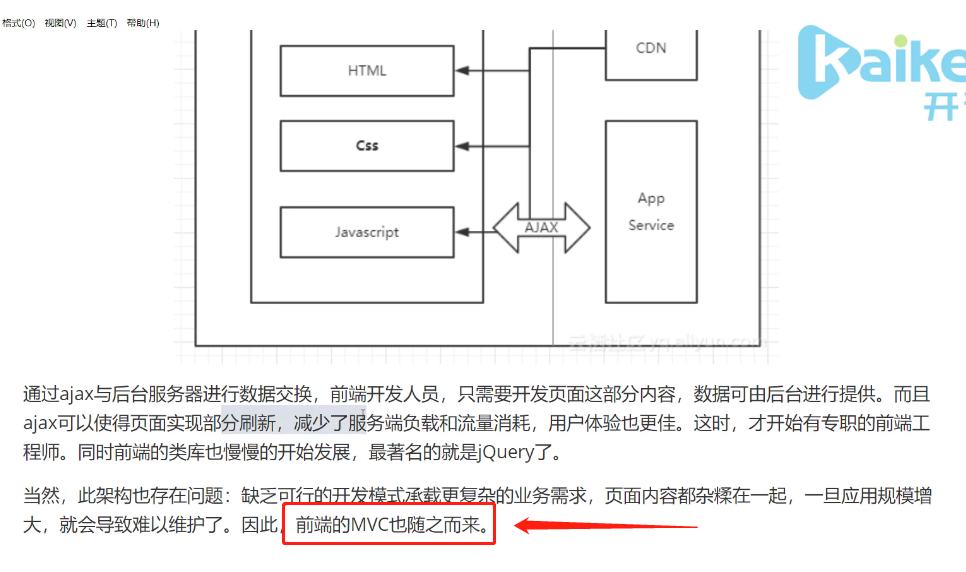 格式(O) 视图(V) 主题(T) 帮助(H)
CDN
Kaike
HTML
Css
App
Service
AJAX
Javascript
云栖社区 yq.aliyun.com
通过ajax与后台服务器进行数据交换，前端开发人员，只需要开发页面这部分内容，数据可由后台进行提供。而且
ajax可以使得页面实现部分刷新，减少了服务端负载和流量消耗，用户体验也更佳。这时，才开始有专职的前端工
程师。同时前端的类库也慢慢的开始发展，最著名的就是jQuery了。
当然，此架构也存在问题：缺乏可行的开发模式承载更复杂的业务需求，页面内容都杂糅在一起，一旦应用规模增
大，就会导致难以维护了。因此，前端的MVC也随之而来。